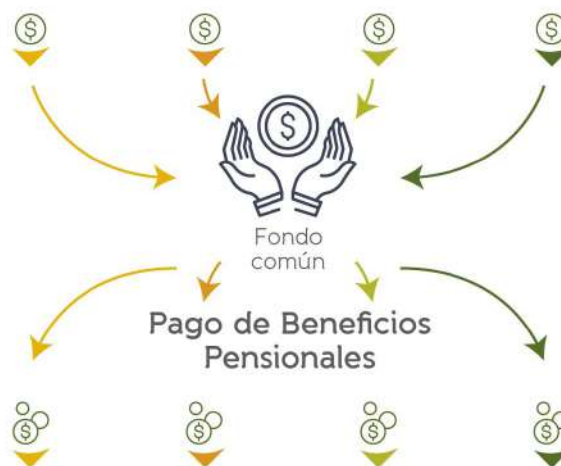 $ $ $ $
$
Fondo
común
Pago de Beneficios
Pensionales
$ $ $ $